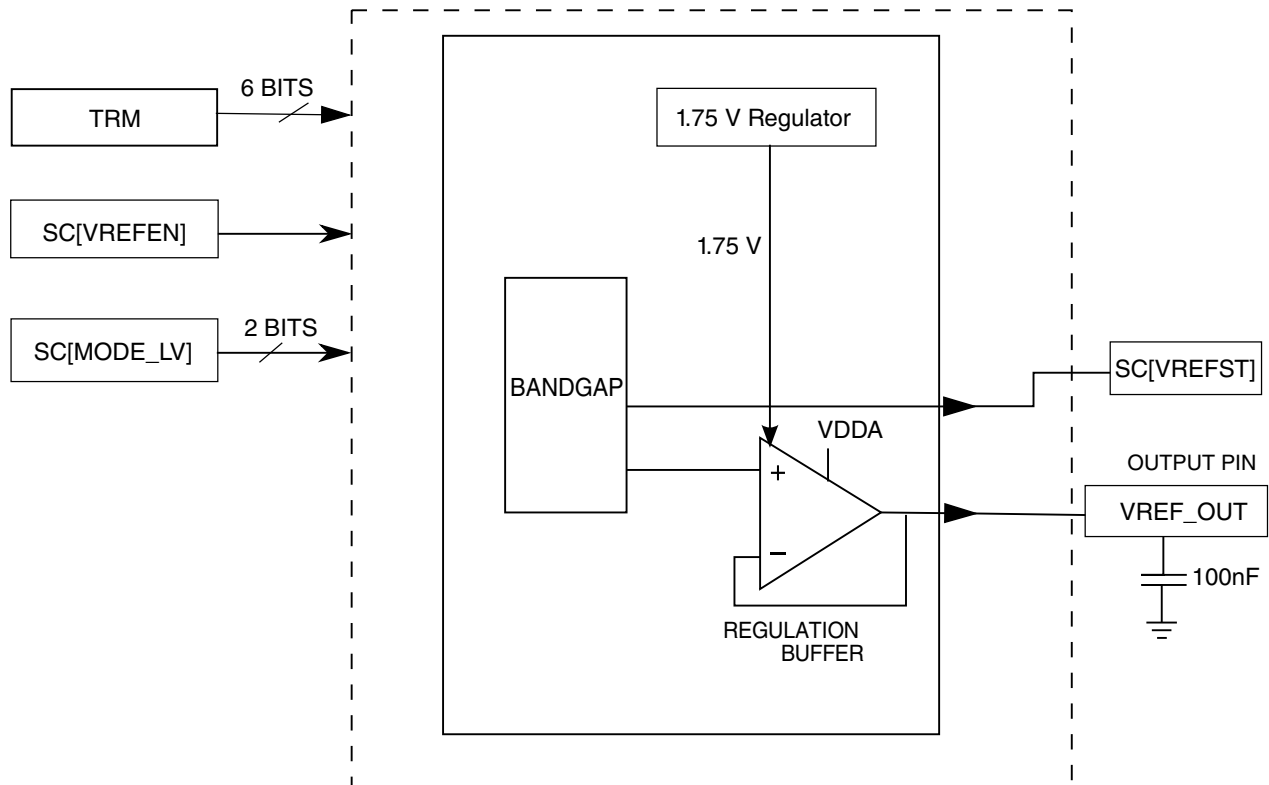 6 BITS
TRM
1.75 V Regulator
SC[VREFEN]
1.75 V
2 BITS
SC[MODE_LV]
BANDGAP
SC[VREFST]
VDDA
OUTPUT PIN
+
VREF_OUT
−
100nF
REGULATION
BUFFER